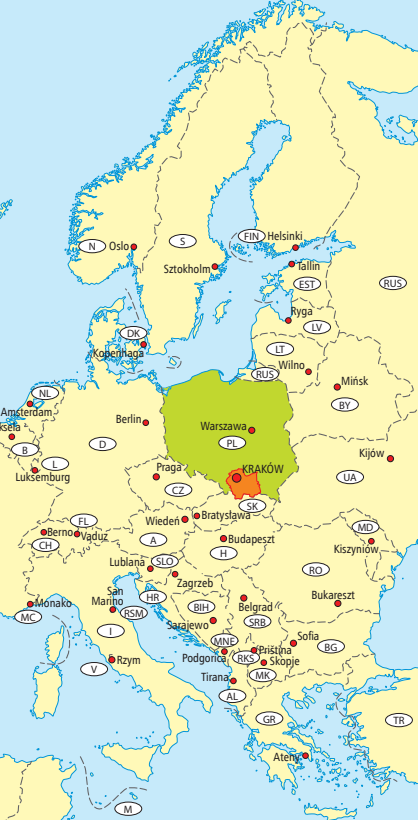 FIN
Helsinki
S
N
Oslo
Sztokholm
Tallin
EST
RUS
Ryga
LV
DK
Kopenhaga
LT
Wilno
RUS
Mińsk
NL
Amsterdam
BY
Berlin
Warszawa
ksela
B
D
PL
Kijów
L
Luksemburg
Praga
KRAKÓW
CZ
UA
SK
Bratysława
Wiedeń
FL
MD
Berno
Vaduz
A
Budapeszt
CH
H
Kiszyniów
Lublana
SLO
RO
Zagrzeb
San
Marino
HR
Monako
RSM
BIH
Belgrad
Bukareszt
MC
SRB
I
Sarajewo
MNE
Sofia
BG
Priština
Podgorica
RKS
Skopje
V
Rzym
MK
Tirana
AL
GR
TR
Ateny
M